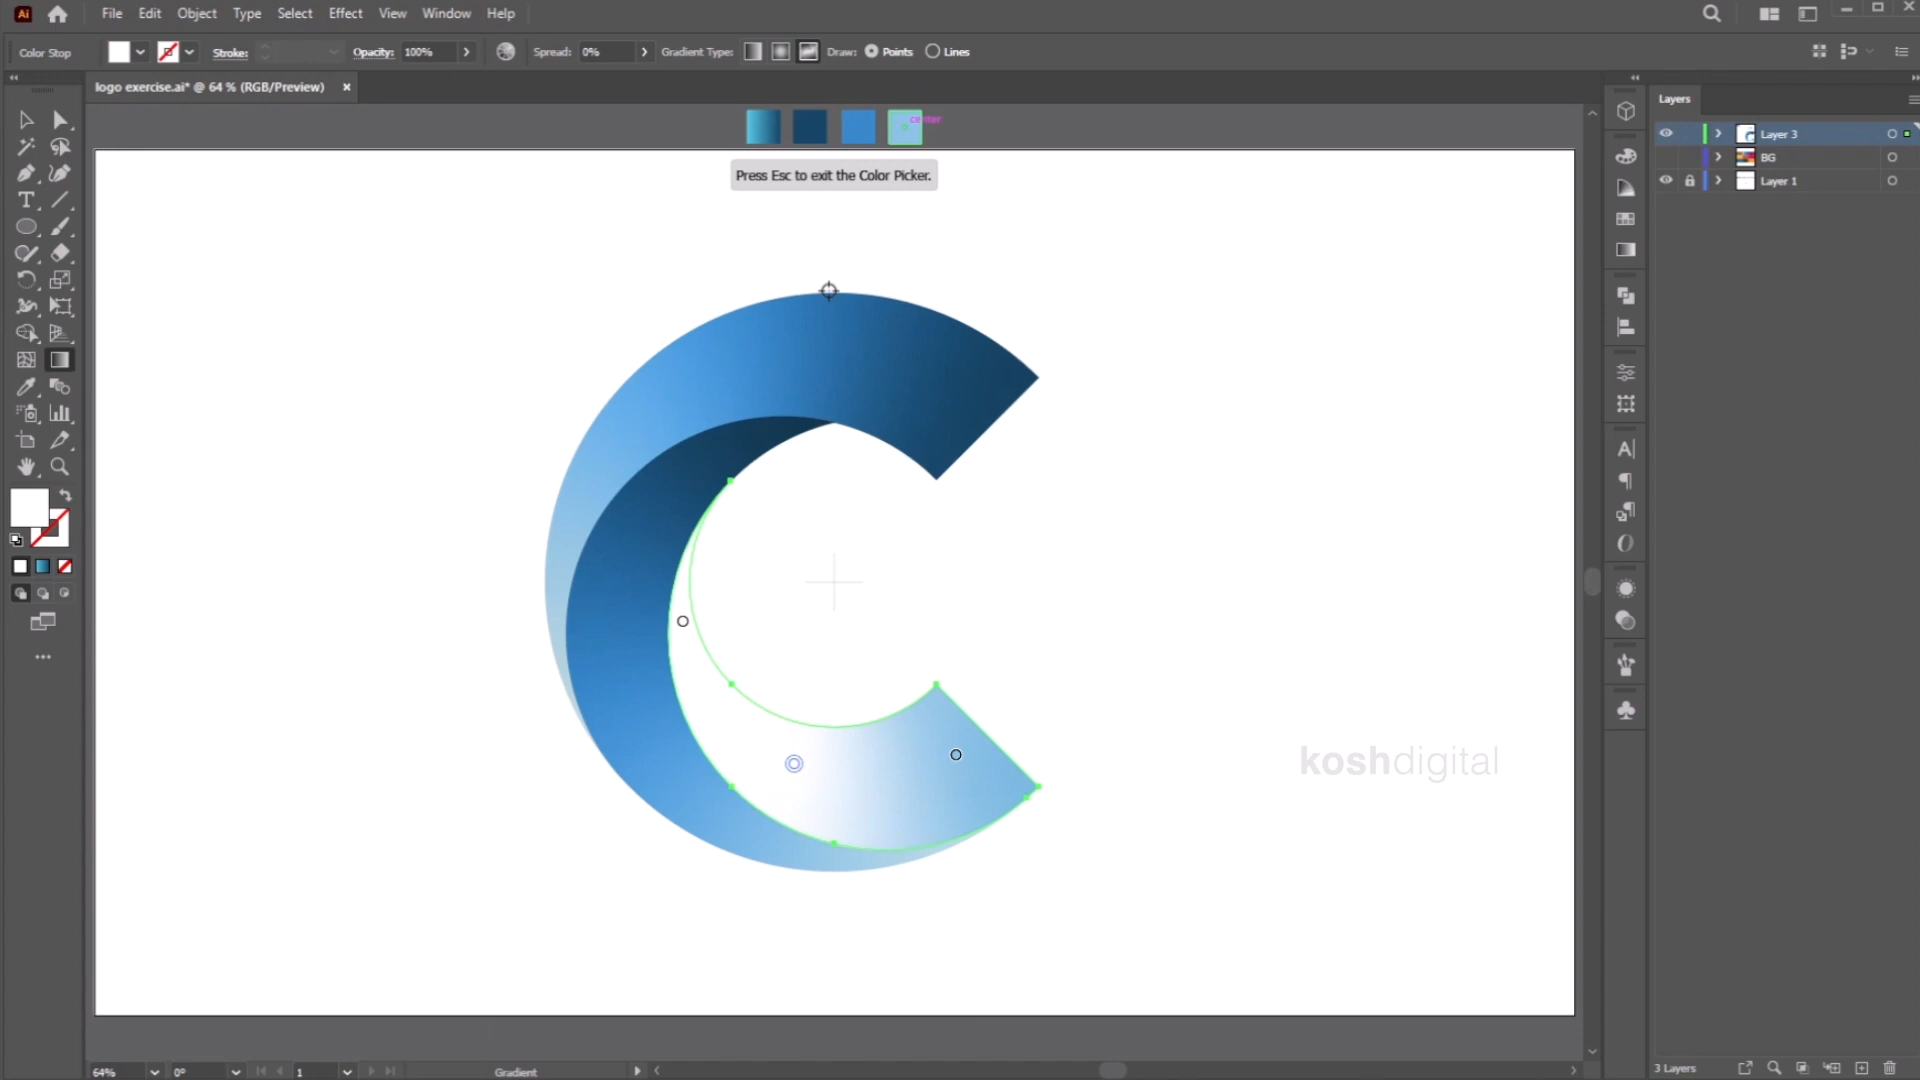 Ai File Edit Object Type Select Effect View Window Help
Color Stop Stroke: Opacity: 100% Spread: 0% Gradient Type: Draw: Points Lines
logo exercise.ai* @ 64 % (RGB/Preview) ×
Layers
center
Layer 3
BG
Layer 1
Press Esc to exit the Color Picker.
koshdigital
64% 0° 1 Gradient
3 Layers